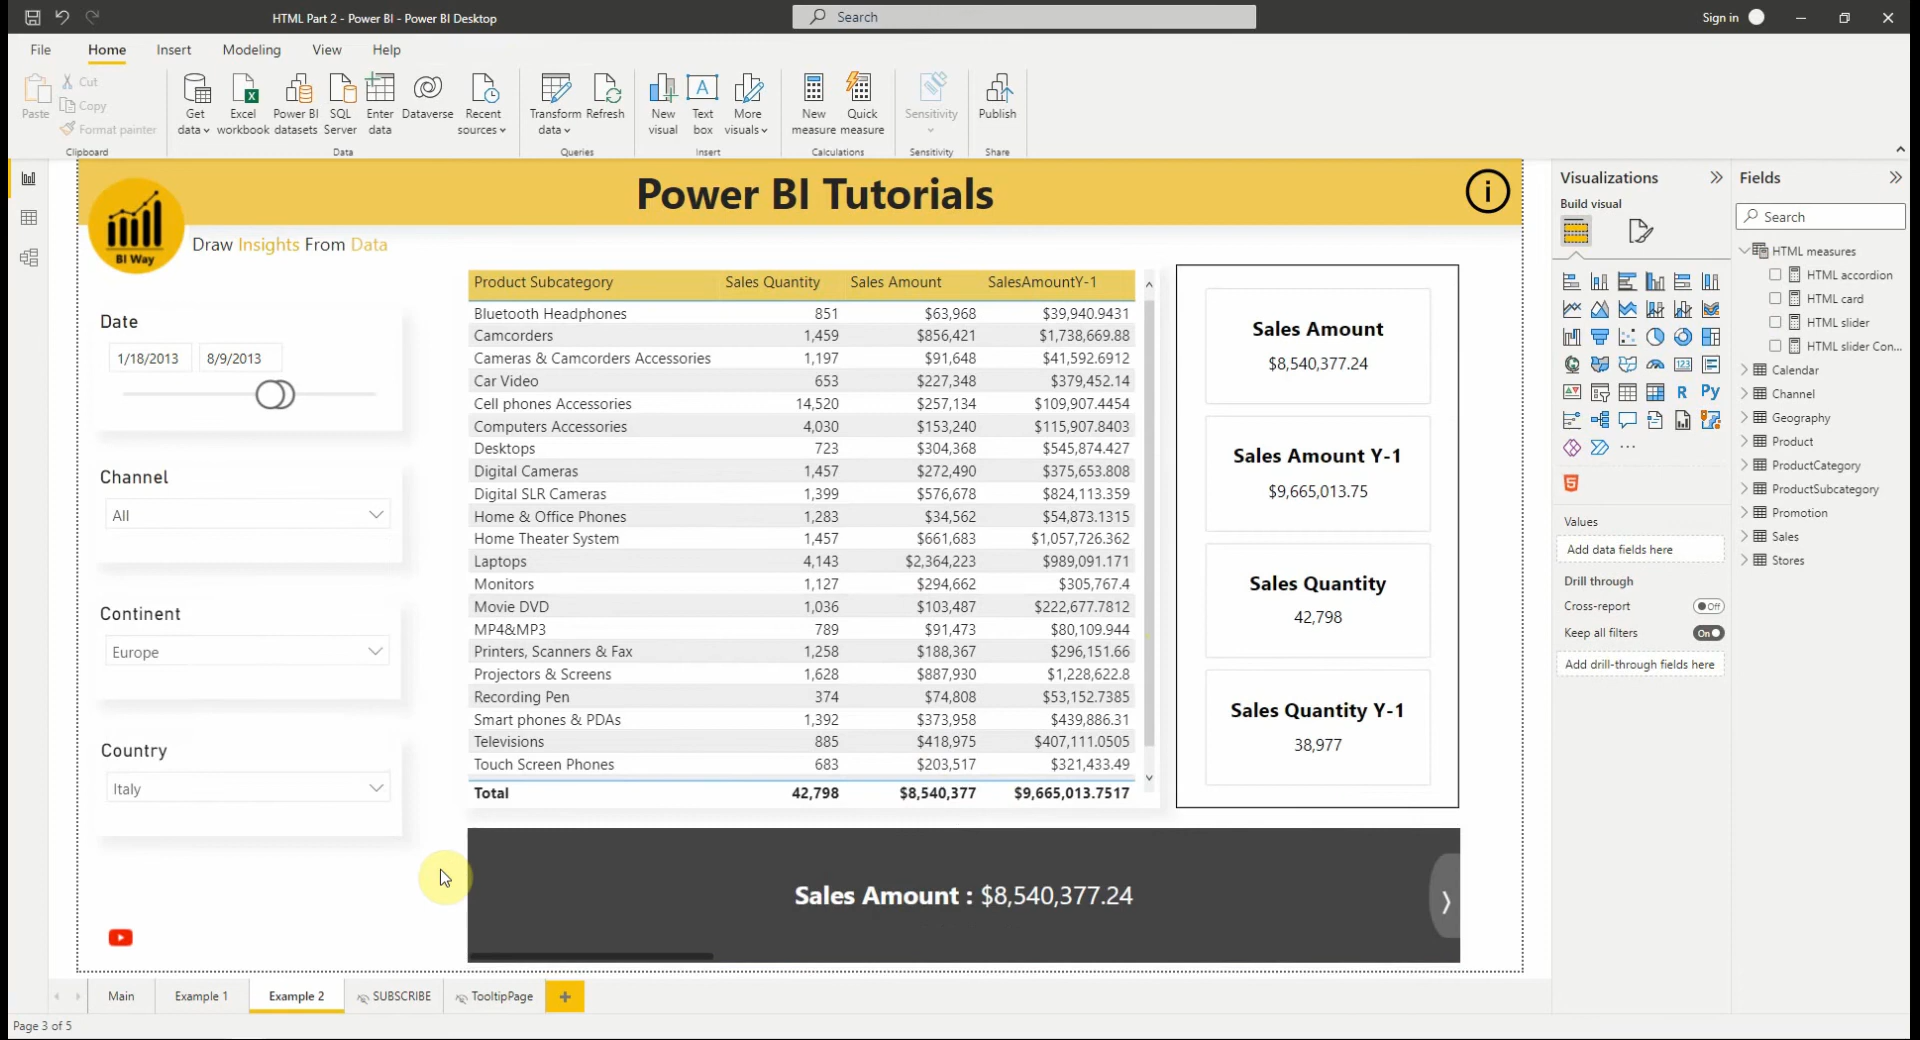 HTML Part 2 - Power BI - Power BI Desktop
Search
Sign in
File Home Insert Modeling View Help
Paste
Cut
Copy
Format painter
Clipboard
Get data
Excel workbook
Power BI datasets
SQL Server
Enter data
Dataverse
Recent sources
Data
Transform data
Refresh
Queries
New visual
Text box
More visuals
Insert
New measure
Quick measure
Calculations
Sensitivity
Sensitivity
Publish
Share
Power BI Tutorials
i
BI Way
Draw Insights From Data
Date
1/18/2013 8/9/2013
Channel
All
Continent
Europe
Country
Italy
Product Subcategory Sales Quantity Sales Amount SalesAmountY-1
Bluetooth Headphones 851 $63,968 $39,940.9431
Camcorders 1,459 $856,421 $1,738,669.88
Cameras & Camcorders Accessories 1,197 $91,648 $41,592.6912
Car Video 653 $227,348 $379,452.14
Cell phones Accessories 14,520 $257,134 $109,907.4454
Computers Accessories 4,030 $153,240 $115,907.8403
Desktops 723 $304,368 $545,874.427
Digital Cameras 1,457 $272,490 $375,653.808
Digital SLR Cameras 1,399 $576,678 $824,113.359
Home & Office Phones 1,283 $34,562 $54,873.1315
Home Theater System 1,457 $661,683 $1,057,726.362
Laptops 4,143 $2,364,223 $989,091.171
Monitors 1,127 $294,662 $305,767.4
Movie DVD 1,036 $103,487 $222,677.7812
MP4&MP3 789 $91,473 $80,109.944
Printers, Scanners & Fax 1,258 $188,367 $296,151.66
Projectors & Screens 1,628 $887,930 $1,228,622.8
Recording Pen 374 $74,808 $53,152.7385
Smart phones & PDAs 1,392 $373,958 $439,886.31
Televisions 885 $418,975 $407,111.0505
Touch Screen Phones 683 $203,517 $321,433.49
Total 42,798 $8,540,377 $9,665,013.7517
Sales Amount
$8,540,377.24
Sales Amount Y-1
$9,665,013.75
Sales Quantity
42,798
Sales Quantity Y-1
38,977
Sales Amount : $8,540,377.24
Visualizations
Build visual
R Py
123
5
Values
Add data fields here
Drill through
Cross-report Off
Keep all filters On
Add drill-through fields here
Fields
Search
HTML measures
HTML accordion
HTML card
HTML slider
HTML slider Con...
Calendar
Channel
Geography
Product
ProductCategory
ProductSubcategory
Promotion
Sales
Stores
Main Example 1 Example 2 SUBSCRIBE TooltipPage +
Page 3 of 5